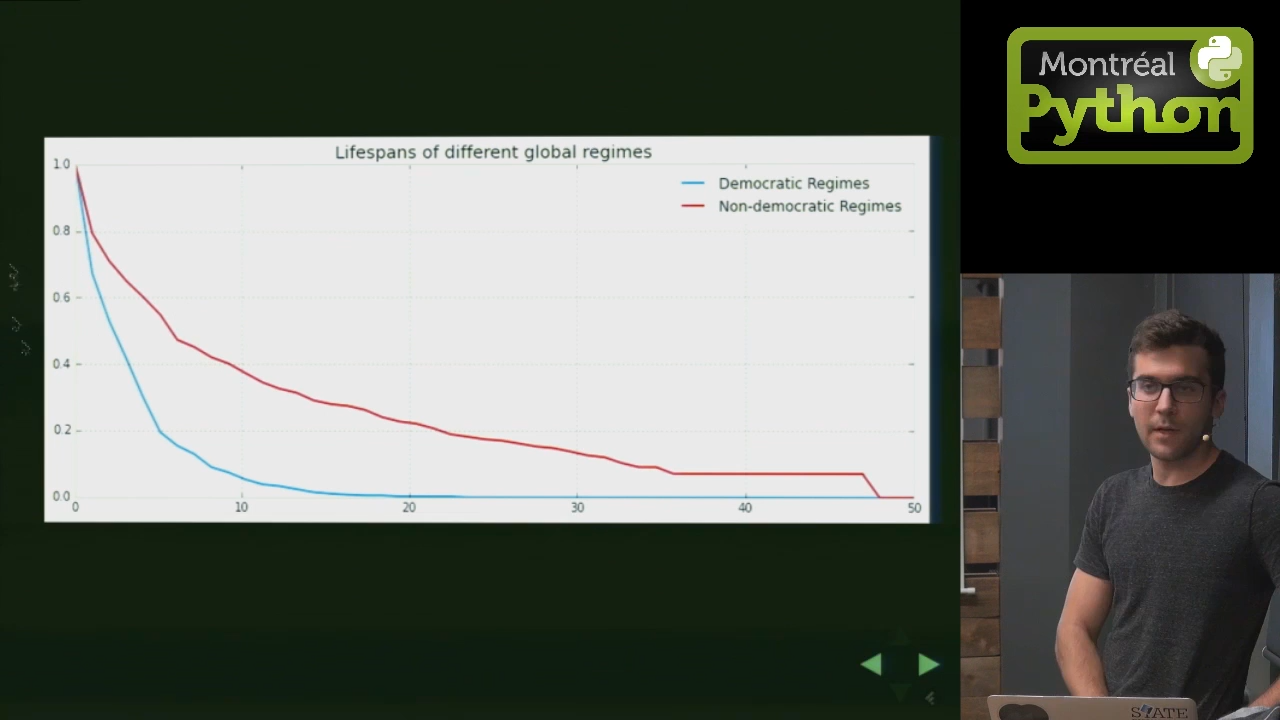 Lifespans of different global regimes
Democratic Regimes
Non-democratic Regimes
1.0
0.8
0.6
0.4
0.2
0.0
0
10
20
30
40
50
Montréal
Python